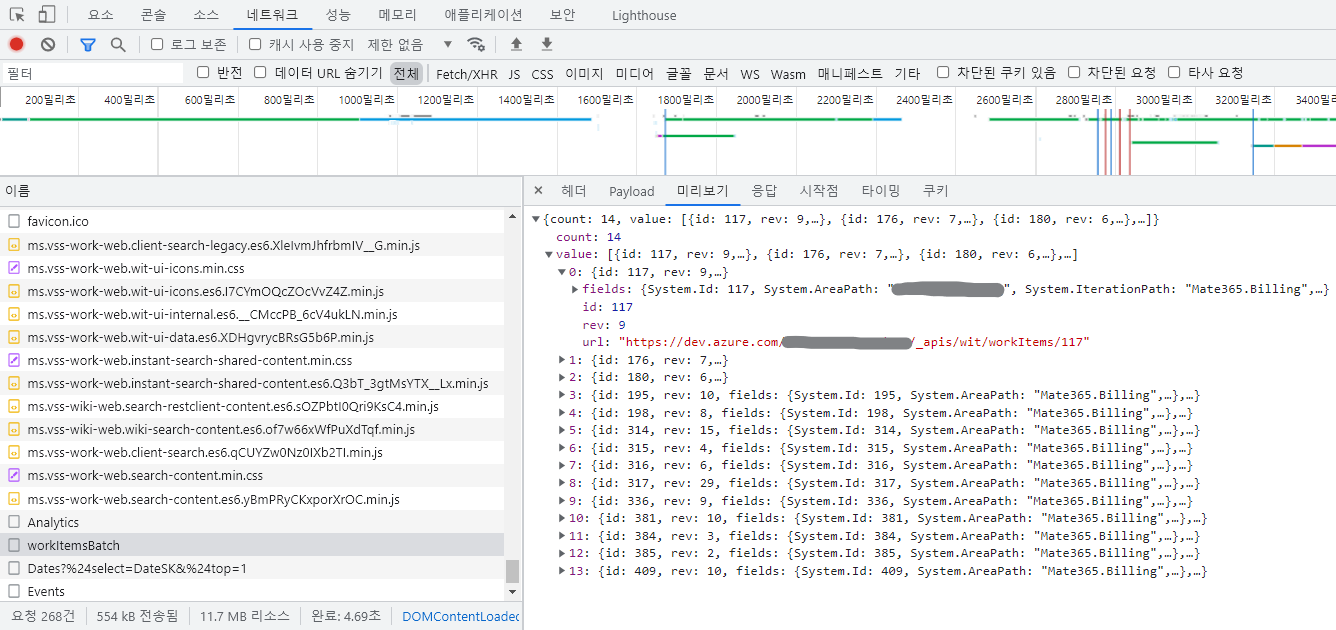 요소 콘솔 소스 네트워크 성능 메모리 애플리케이션 보안 Lighthouse
로그 보존 캐시 사용 중지 제한 없음
필터 반전 데이터 URL 숨기기 전체 Fetch/XHR JS CSS 이미지 미디어 글꼴 문서 WS Wasm 매니페스트 기타 차단된 쿠키 있음 차단된 요청 타사 요청
200밀리초 400밀리초 600밀리초 800밀리초 1000밀리초 1200밀리초 1400밀리초 1600밀리초 1800밀리초 2000밀리초 2200밀리초 2400밀리초 2600밀리초 2800밀리초 3000밀리초 3200밀리초 3400밀리
이름
favicon.ico
ms.vss-work-web.client-search-legacy.es6.XleIvmJhfrbmIV__G.min.js
ms.vss-work-web.wit-ui-icons.min.css
ms.vss-work-web.wit-ui-icons.es6.I7CYmOQcZOcVvZ4Z.min.js
ms.vss-work-web.wit-ui-internal.es6.__CMccPB_6cV4ukLN.min.js
ms.vss-work-web.wit-ui-data.es6.XDHgvrycBRsG5b6P.min.js
ms.vss-work-web.instant-search-shared-content.min.css
ms.vss-work-web.instant-search-shared-content.es6.Q3bT_3gtMsYTX__Lx.min.js
ms.vss-wiki-web.search-restclient-content.es6.sOZPbtI0Qri9KsC4.min.js
ms.vss-wiki-web.wiki-search-content.es6.of7w66xWfPuXdTqf.min.js
ms.vss-work-web.client-search.es6.qCUYZw0Nz0IXb2TI.min.js
ms.vss-work-web.search-content.min.css
ms.vss-work-web.search-content.es6.yBmPRyCKxporXrOC.min.js
Analytics
workItemsBatch
Dates?%24select=DateSK&%24top=1
Events
요청 268건 554 kB 전송됨 11.7 MB 리소스 완료: 4.69초 DOMContentLoaded
헤더 Payload 미리보기 응답 시작점 타이밍 쿠키
{count: 14, value: [{id: 117, rev: 9,…}, {id: 176, rev: 7,…}, {id: 180, rev: 6,…},…]}
count: 14
value: [{id: 117, rev: 9,…}, {id: 176, rev: 7,…}, {id: 180, rev: 6,…},…]
0: {id: 117, rev: 9,…}
fields: {System.Id: 117, System.AreaPath: "", System.IterationPath: "Mate365.Billing",…}
id: 117
rev: 9
url: "https://dev.azure.com/ /_apis/wit/workItems/117"
1: {id: 176, rev: 7,…}
2: {id: 180, rev: 6,…}
3: {id: 195, rev: 10, fields: {System.Id: 195, System.AreaPath: "Mate365.Billing",…},…}
4: {id: 198, rev: 8, fields: {System.Id: 198, System.AreaPath: "Mate365.Billing",…},…}
5: {id: 314, rev: 15, fields: {System.Id: 314, System.AreaPath: "Mate365.Billing",…},…}
6: {id: 315, rev: 4, fields: {System.Id: 315, System.AreaPath: "Mate365.Billing",…},…}
7: {id: 316, rev: 6, fields: {System.Id: 316, System.AreaPath: "Mate365.Billing",…},…}
8: {id: 317, rev: 29, fields: {System.Id: 317, System.AreaPath: "Mate365.Billing",…},…}
9: {id: 336, rev: 9, fields: {System.Id: 336, System.AreaPath: "Mate365.Billing",…},…}
10: {id: 381, rev: 10, fields: {System.Id: 381, System.AreaPath: "Mate365.Billing",…},…}
11: {id: 384, rev: 3, fields: {System.Id: 384, System.AreaPath: "Mate365.Billing",…},…}
12: {id: 385, rev: 2, fields: {System.Id: 385, System.AreaPath: "Mate365.Billing",…},…}
13: {id: 409, rev: 10, fields: {System.Id: 409, System.AreaPath: "Mate365.Billing",…},…}